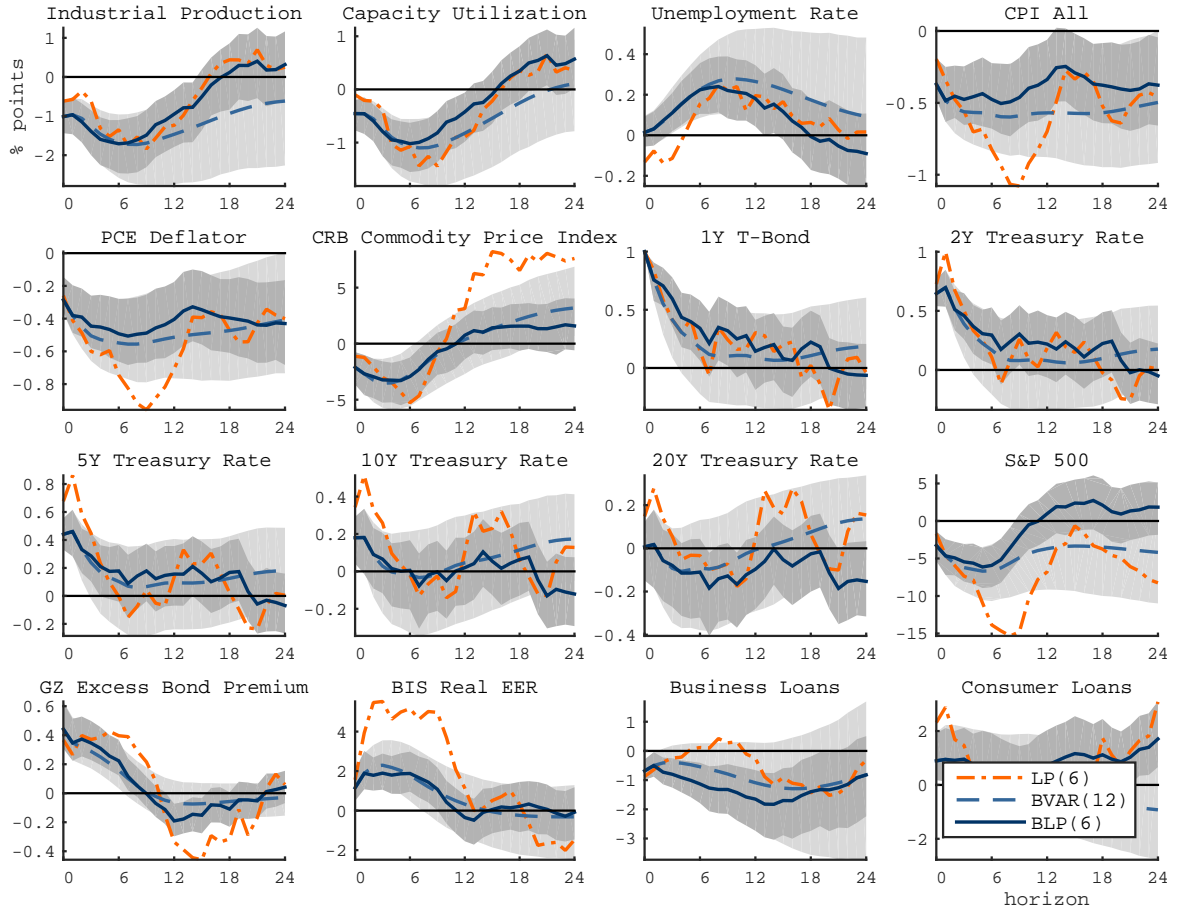 Industrial Production Capacity Utilization Unemployment Rate CPI All
% points
1
0
-1
-2
0 6 12 18 24
1
0
-1
0 6 12 18 24
0.4
0.2
0
-0.2
0 6 12 18 24
0
-0.5
-1
0 6 12 18 24
PCE Deflator CRB Commodity Price Index 1Y T-Bond 2Y Treasury Rate
0
-0.2
-0.4
-0.6
-0.8
0 6 12 18 24
5
0
-5
0 6 12 18 24
1
0.5
0
0 6 12 18 24
1
0.5
0
0 6 12 18 24
5Y Treasury Rate 10Y Treasury Rate 20Y Treasury Rate S&P 500
0.8
0.6
0.4
0.2
0
-0.2
0 6 12 18 24
0.4
0.2
0
-0.2
0 6 12 18 24
0.2
0
-0.2
-0.4
0 6 12 18 24
5
0
-5
-10
-15
0 6 12 18 24
GZ Excess Bond Premium BIS Real EER Business Loans Consumer Loans
0.6
0.4
0.2
0
-0.2
-0.4
0 6 12 18 24
4
2
0
-2
0 6 12 18 24
1
0
-1
-2
-3
0 6 12 18 24
2
0
-2
LP(6)
BVAR(12)
BLP(6)
0 6 12 18 24
horizon